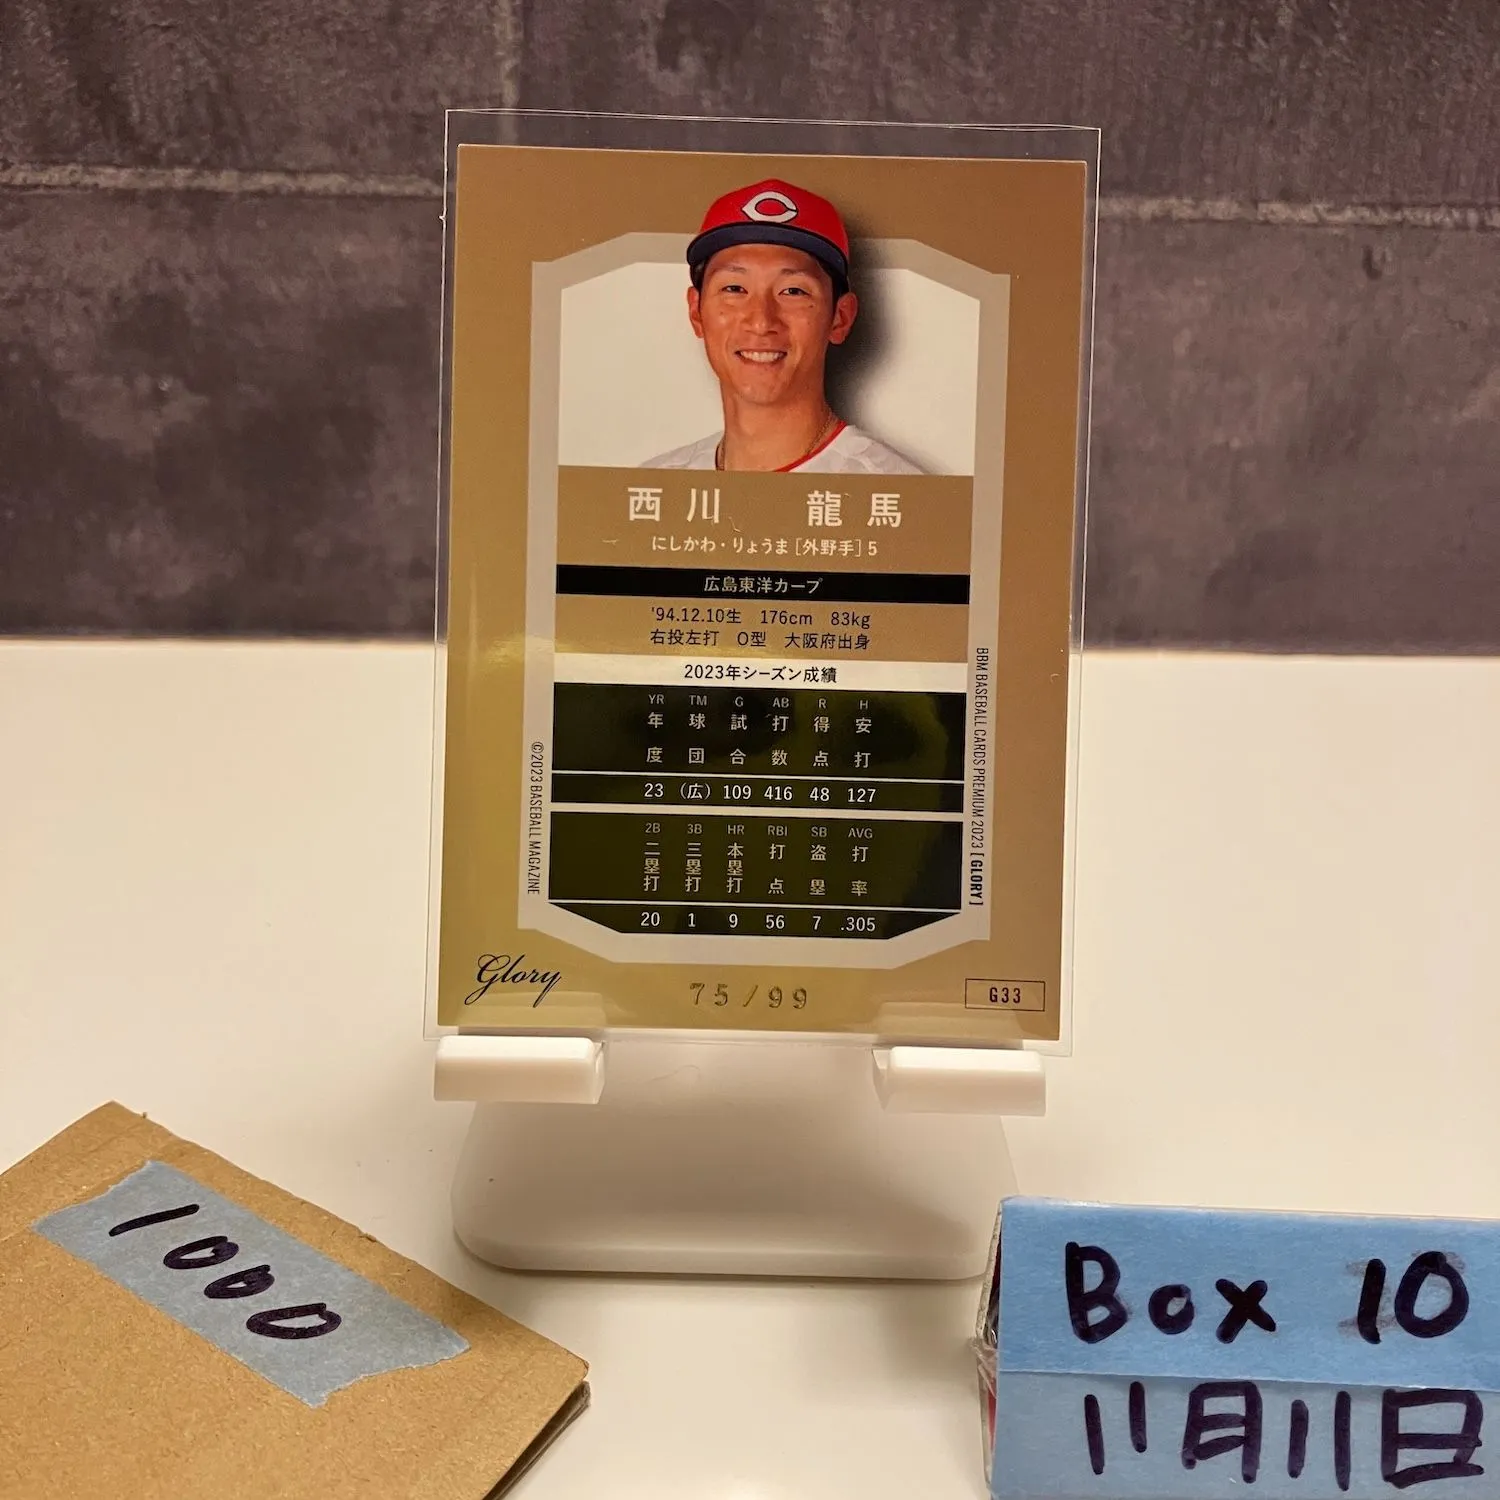 C
西川 龍馬
にしかわ・りょうま [外野手] 5
広島東洋カープ
'94.12.10生 176cm 83kg
右投左打 O型 大阪府出身
2023年シーズン成績
YR TM G AB R H
年度 球団 試合 打数 得点 安打
23 (広) 109 416 48 127
2B 3B HR RBI SB AVG
二塁打 三塁打 本塁打 打点 盗塁 打率
20 1 9 56 7 .305
©2023 BASEBALL MAGAZINE
BBM BASEBALL CARDS PREMIUM 2023 [GLORY]
Glory
75/99
G33
1000
Box 10
11月11日